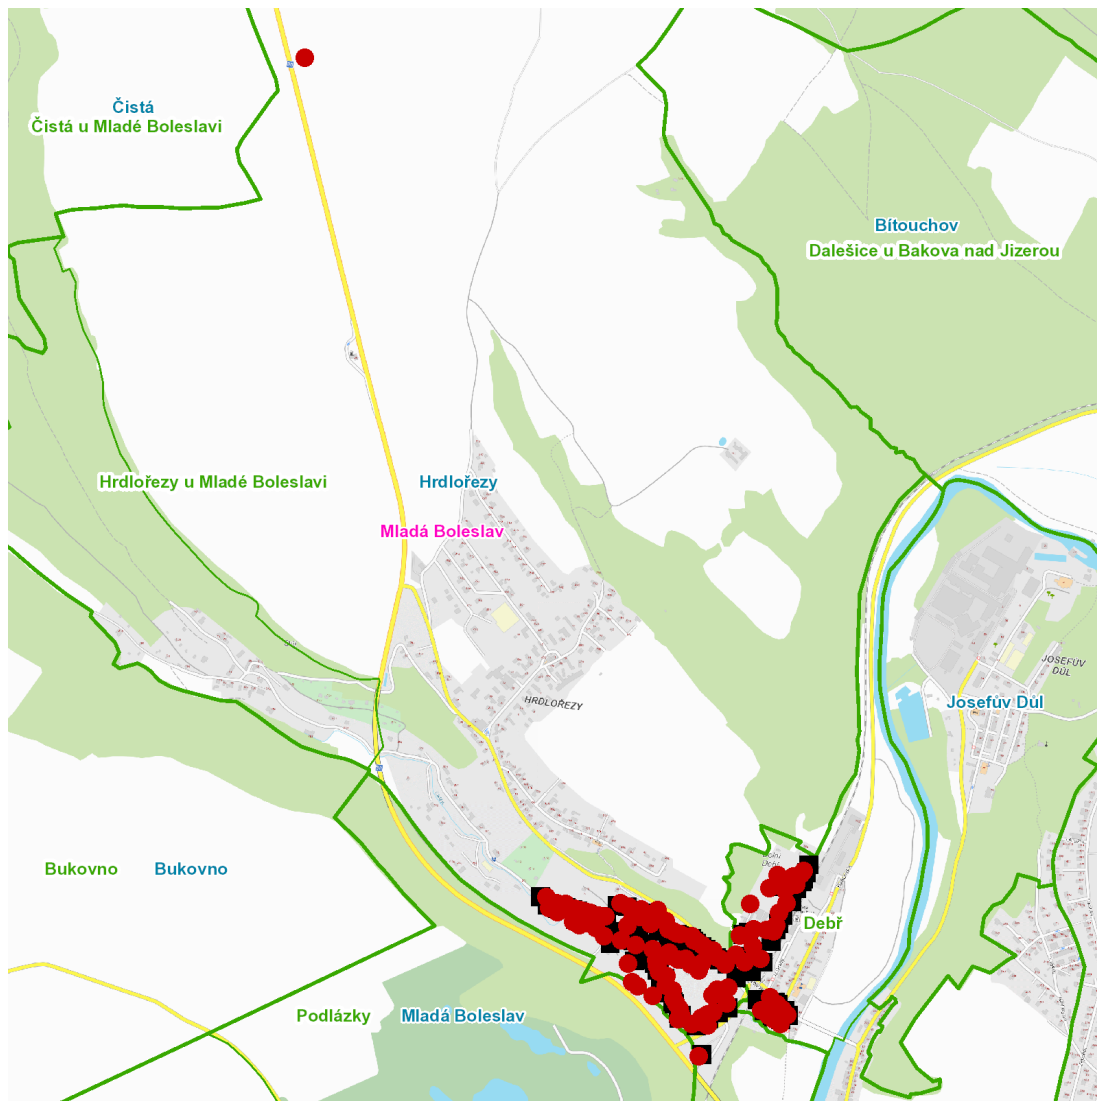 Čistá
Čistá u Mladé Boleslavi
Bítouchov
Dalešice u Bakova nad Jizerou
Hrdlořezy u Mladé Boleslavi
Hrdlořezy
Mladá Boleslav
JOSEFŮV
DŮL
Josefův Důl
HRDLOŘEZY
Bukovno
Bukovno
Debř
Podlázky
Mladá Boleslav